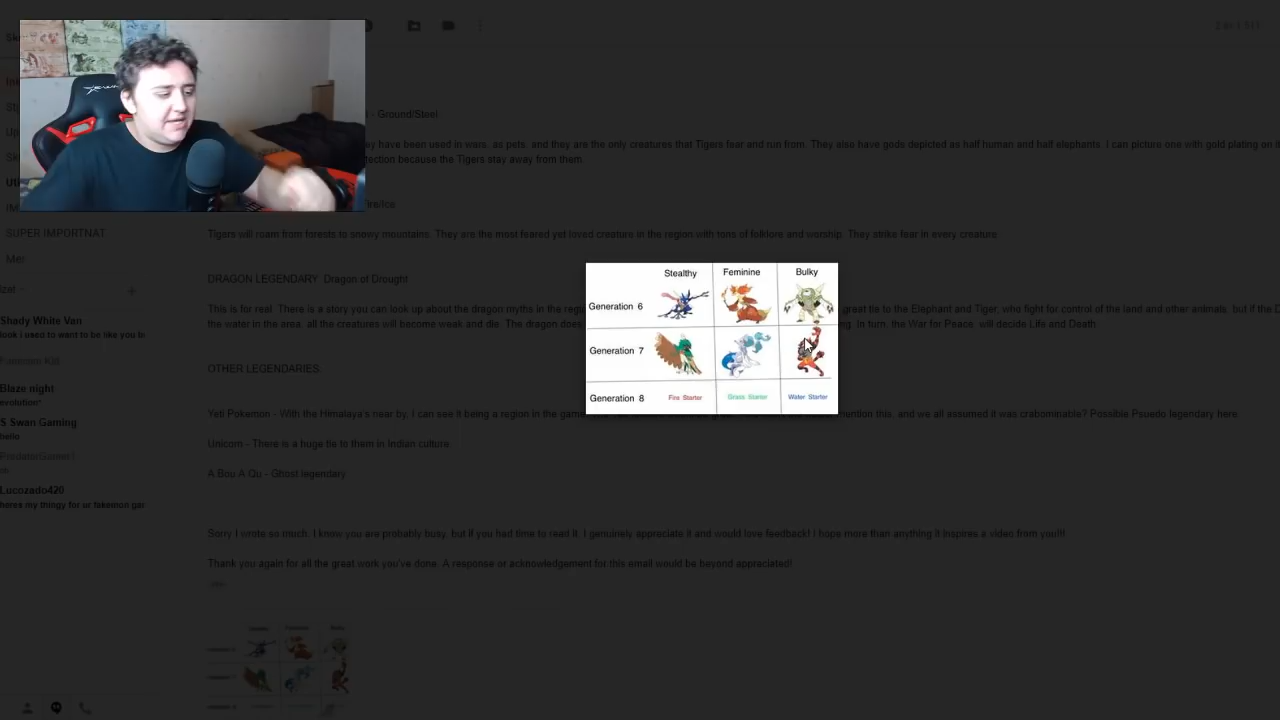 - Ground/Steel
ey have been used in wars, as pets, and they are the only creatures that Tigers fear and run from. They also have gods depicted as half human and half elephants. I can picture one with gold plating on it
tection because the Tigers stay away from them.
Fire/Ice
SUPER IMPORTNAT
Tigers will roam from forests to snowy mountains. They are the most feared yet loved creature in the region with tons of folklore and worship. They strike fear in every creature
DRAGON LEGENDARY Dragon of Drought
This is for real. There is a story you can look up about the dragon myths in the regi
great tie to the Elephant and Tiger, who fight for control of the land and other animals, but if the
the water in the area, all the creatures will become weak and die. The dragon does
In turn, the War for Peace, will decide Life and Death.
Stealthy Feminine Bulky
Generation 6
Generation 7
Generation 8 Fire Starter Grass Starter Water Starter
Shady White Van
look i used to want to be like you b
OTHER LEGENDARIES
Blaze night
evolution*
S Swan Gaming
hello
Lucozado420
heres my thingy for ur fakemon gar
Yeti Pokemon - With the Himalaya's near by, I can see it being a region in the game
mention this, and we all assumed it was crabominable? Possible Psuedo legendary here.
Unicorn - There is a huge tie to them in Indian culture.
A Bou A Qu - Ghost legendary
Sorry I wrote so much. I know you are probably busy, but if you had time to read it, I genuinely appreciate it and would love feedback! I hope more than anything it inspires a video from you!!!
Thank you again for all the great work you've done. A response or acknowledgement for this email would be beyond appreciated!